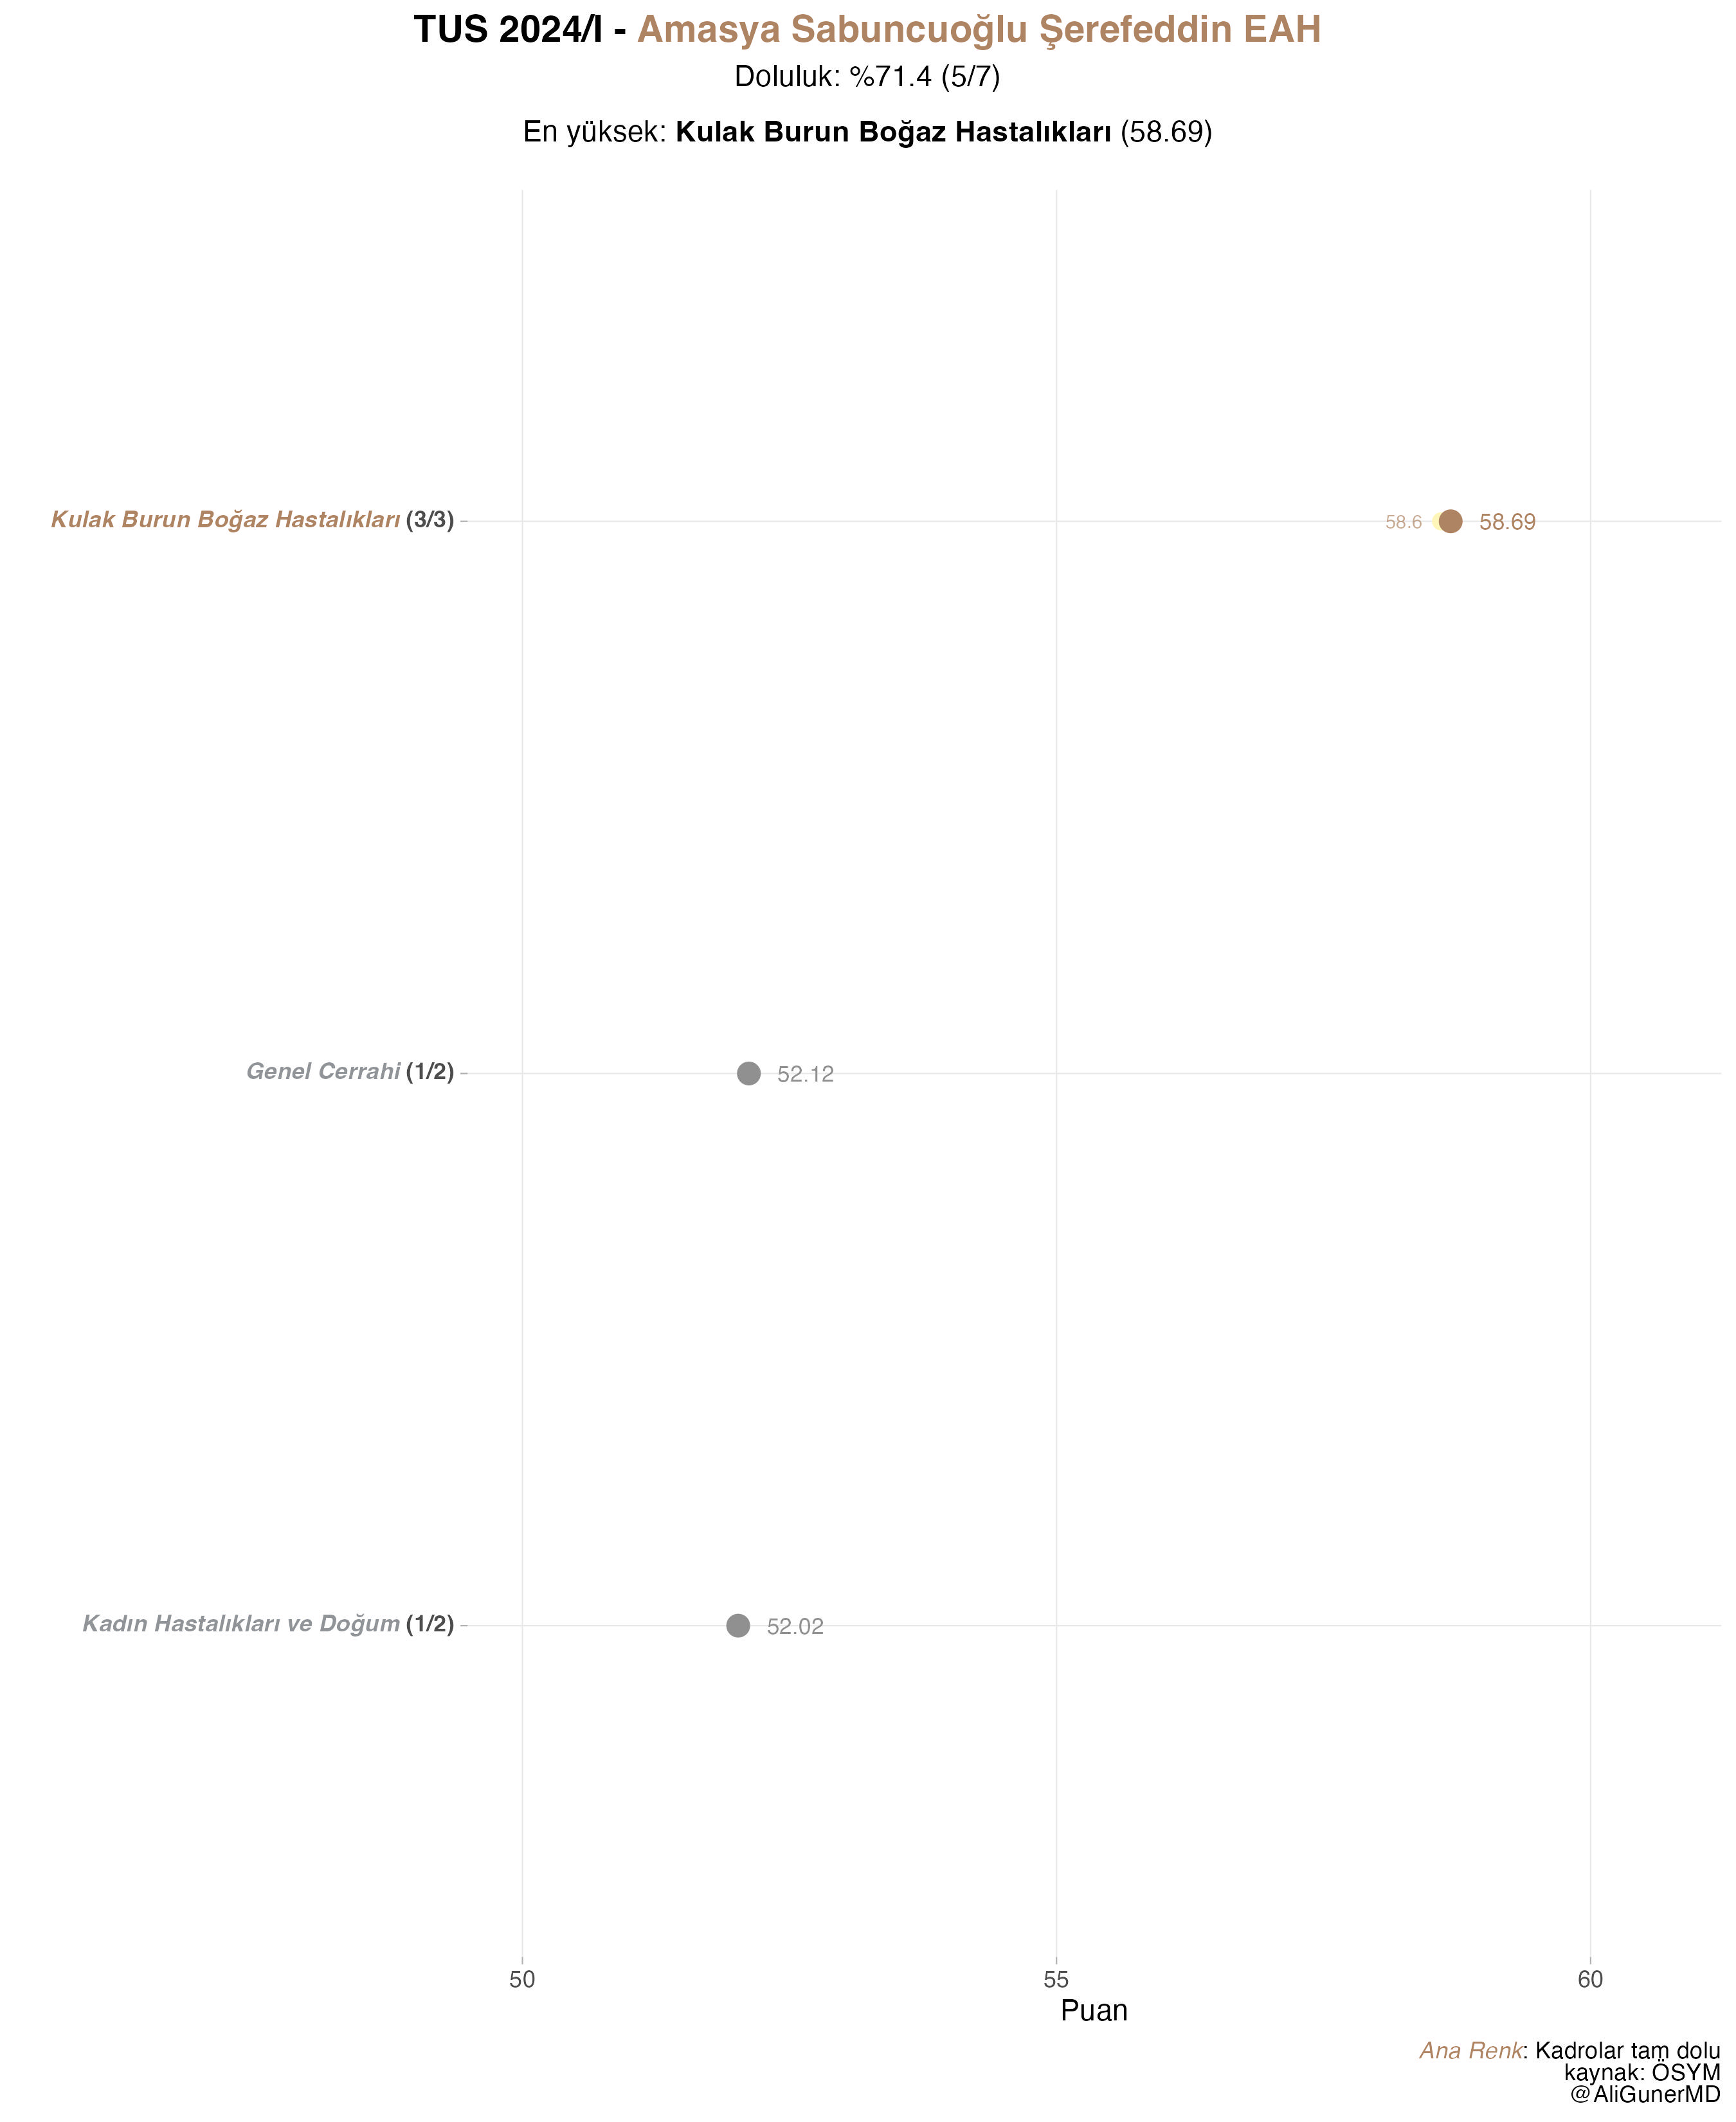 TUS 2024/I - Amasya Sabuncuoğlu Şerefeddin EAH
Doluluk: %71.4 (5/7)
En yüksek: Kulak Burun Boğaz Hastalıkları (58.69)
Kulak Burun Boğaz Hastalıkları (3/3) 58.6 58.69
Genel Cerrahi (1/2) 52.12
Kadın Hastalıkları ve Doğum (1/2) 52.02
50 55 60
Puan
Ana Renk: Kadrolar tam dolu
kaynak: ÖSYM
@AliGunerMD